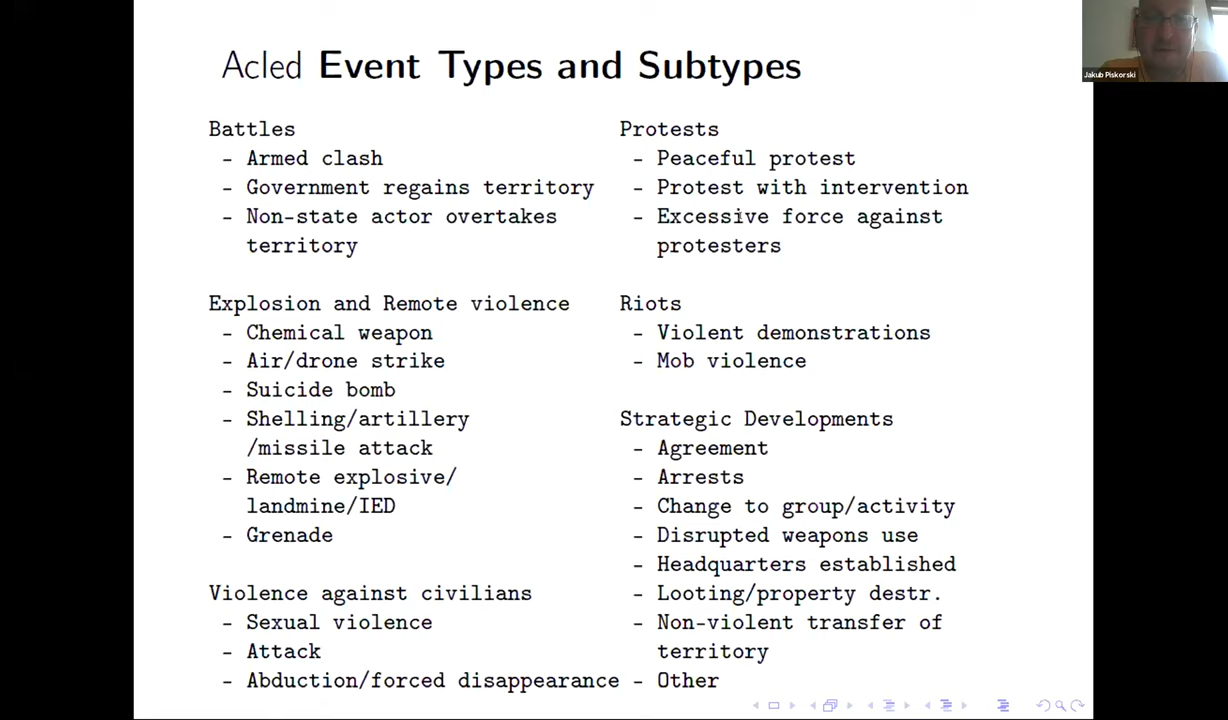 Acled Event Types and Subtypes
Jakub Piskorski
Battles
- Armed clash
- Government regains territory
- Non-state actor overtakes
territory
Explosion and Remote violence
- Chemical weapon
- Air/drone strike
- Suicide bomb
- Shelling/artillery
/missile attack
- Remote explosive/
landmine/IED
- Grenade
Violence against civilians
- Sexual violence
- Attack
- Abduction/forced disappearance
Protests
- Peaceful protest
- Protest with intervention
- Excessive force against
protesters
Riots
- Violent demonstrations
- Mob violence
Strategic Developments
- Agreement
- Arrests
- Change to group/activity
- Disrupted weapons use
- Headquarters established
- Looting/property destr.
- Non-violent transfer of
territory
- Other